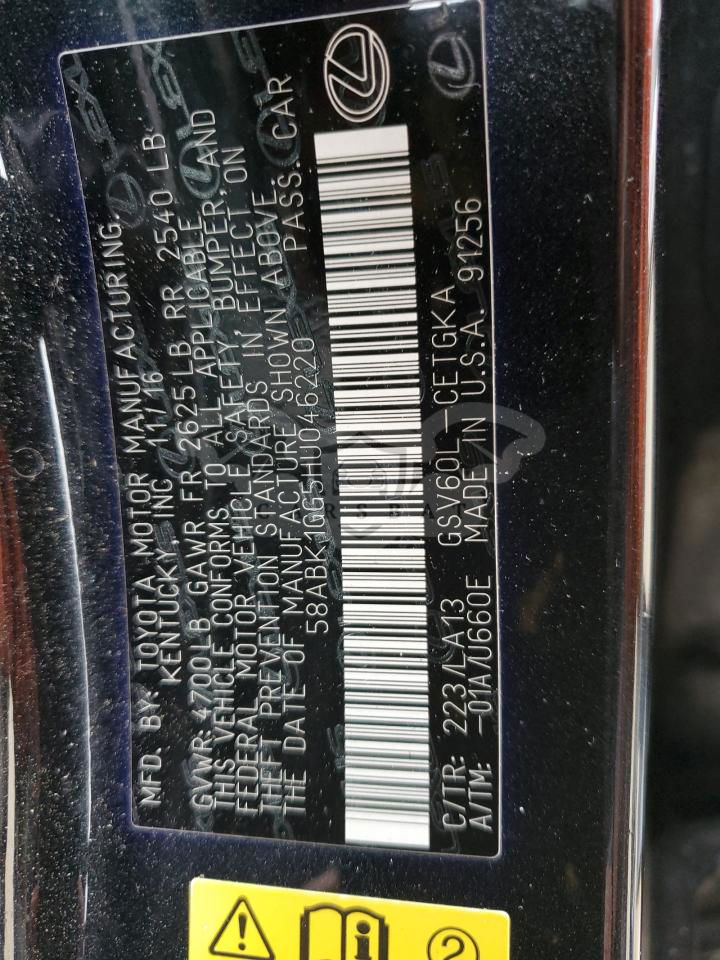 MFD. BY: TOYOTA MOTOR MANUFACTURING,
KENTUCKY, INC 11/16
GVWR: 4700LB GAWR FR 2625LB RR 2540 LB
THIS VEHICLE CONFORMS TO ALL APPLICABLE
FEDERAL MOTOR VEHICLE SAFETY, BUMPER, AND
THEFT PREVENTION STANDARDS IN EFFECT ON
THE DATE OF MANUFACTURE SHOWN ABOVE.
58ABK1GG5HU046220 PASS. CAR
C/TR: 223/LA13 GSV60L-CETGKA
A/TM: -01A/U660E MADE IN U.S.A. 91256
CARSBAT
i
2